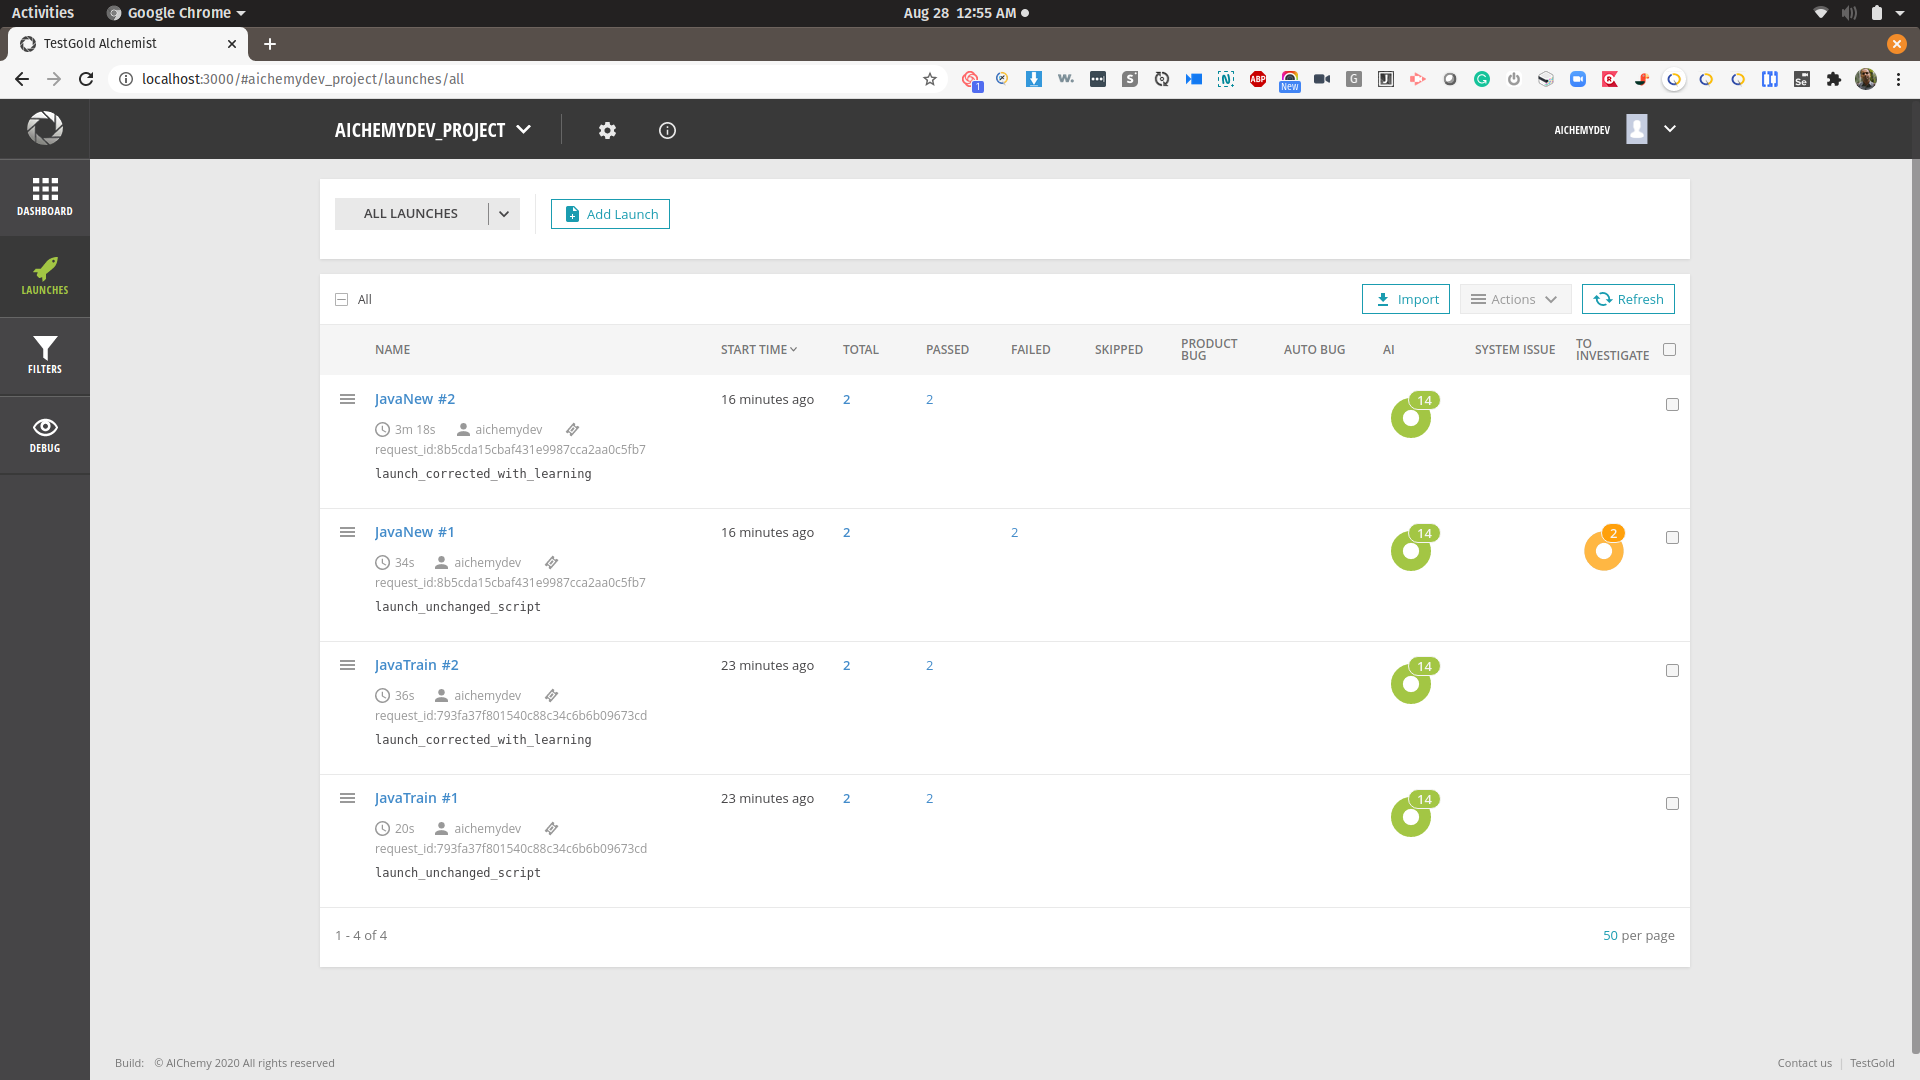 Activities Google Chrome Aug 28 12:55 AM
TestGold Alchemist
localhost:3000/#aichemydev_project/launches/all
1 w. S ABP New G J Se
AICHEMYDEV_PROJECT AICHEMYDEV
DASHBOARD
LAUNCHES
FILTERS
DEBUG
ALL LAUNCHES Add Launch
All Import Actions Refresh
NAME START TIME TOTAL PASSED FAILED SKIPPED PRODUCT BUG AUTO BUG AI SYSTEM ISSUE TO INVESTIGATE
JavaNew #2 16 minutes ago 2 2 14
3m 18s aichemydev
request_id:8b5cda15cbaf431e9987cca2aa0c5fb7
launch_corrected_with_learning
JavaNew #1 16 minutes ago 2 2 14 2
34s aichemydev
request_id:8b5cda15cbaf431e9987cca2aa0c5fb7
launch_unchanged_script
JavaTrain #2 23 minutes ago 2 2 14
36s aichemydev
request_id:793fa37f801540c88c34c6b6b09673cd
launch_corrected_with_learning
JavaTrain #1 23 minutes ago 2 2 14
20s aichemydev
request_id:793fa37f801540c88c34c6b6b09673cd
launch_unchanged_script
1 - 4 of 4 50 per page
Build: © AIChemy 2020 All rights reserved Contact us | TestGold